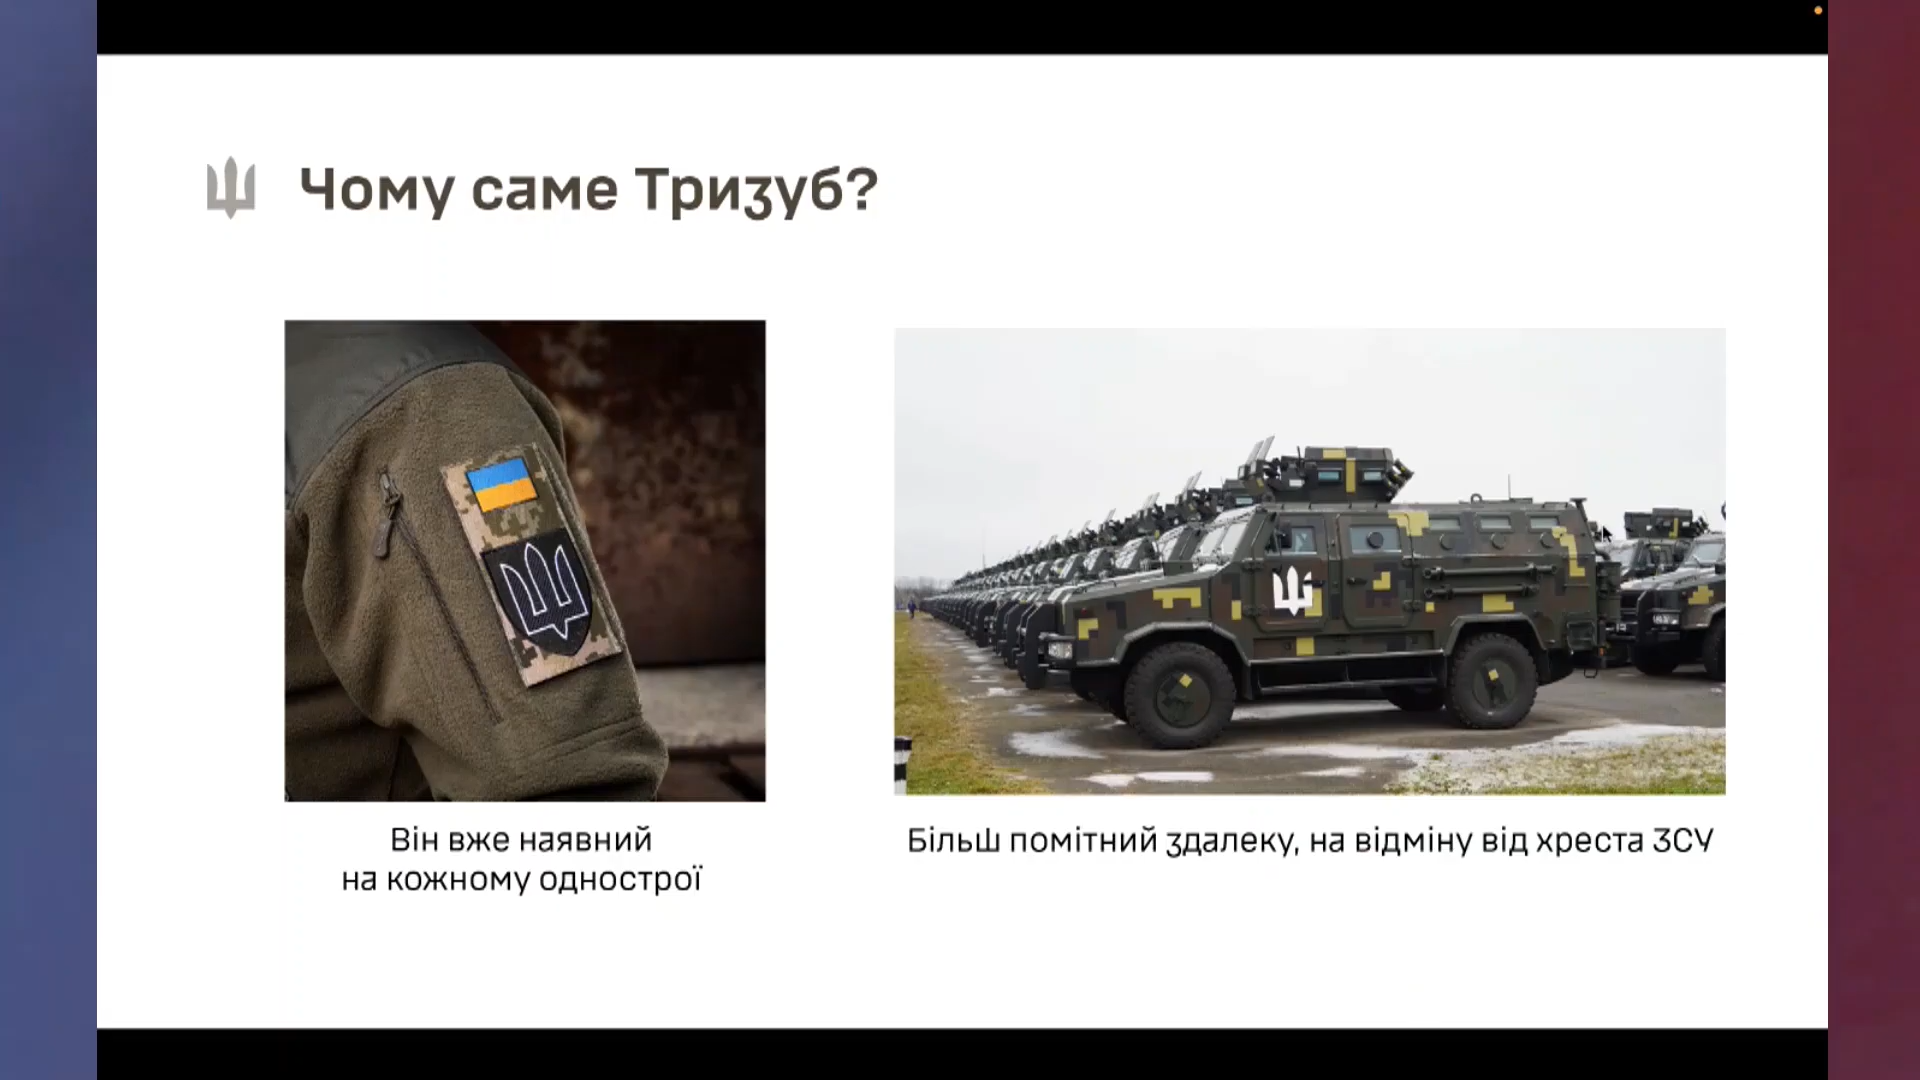 Чому саме Тризуб?
Він вже наявний
на кожному однострої
Більш помітний здалеку, на відміну від хреста ЗСУ